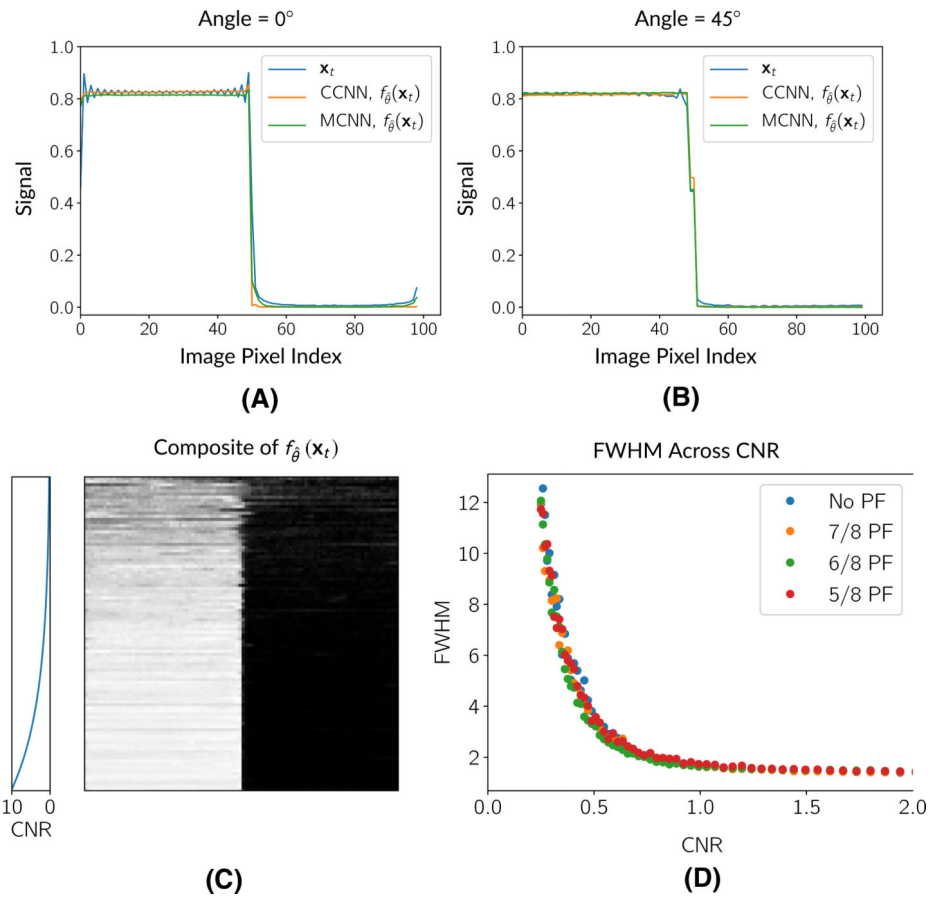 Angle = 0°
1.0
0.8
0.6
0.4
0.2
0.0
Signal
x_t
CCNN, f_θ̂(x_t)
MCNN, f_θ̂(x_t)
0 20 40 60 80 100
Image Pixel Index
(A)
Angle = 45°
1.0
0.8
0.6
0.4
0.2
0.0
Signal
x_t
CCNN, f_θ̂(x_t)
MCNN, f_θ̂(x_t)
0 20 40 60 80 100
Image Pixel Index
(B)
Composite of f_θ̂(x_t)
10 0
CNR
(C)
FWHM Across CNR
12
10
8
6
4
2
FWHM
No PF
7/8 PF
6/8 PF
5/8 PF
0.0 0.5 1.0 1.5 2.0
CNR
(D)